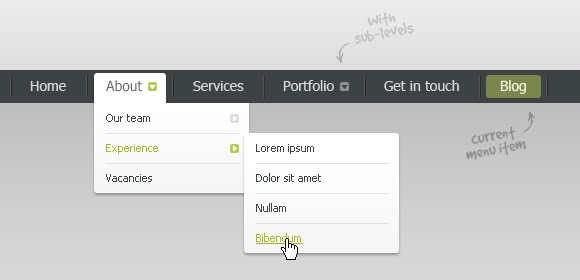 with
sub-levels
Home About Services Portfolio Get in touch Blog
Our team
Experience
Vacancies
Lorem ipsum
Dolor sit amet
Nullam
Bibendum
current
menu item